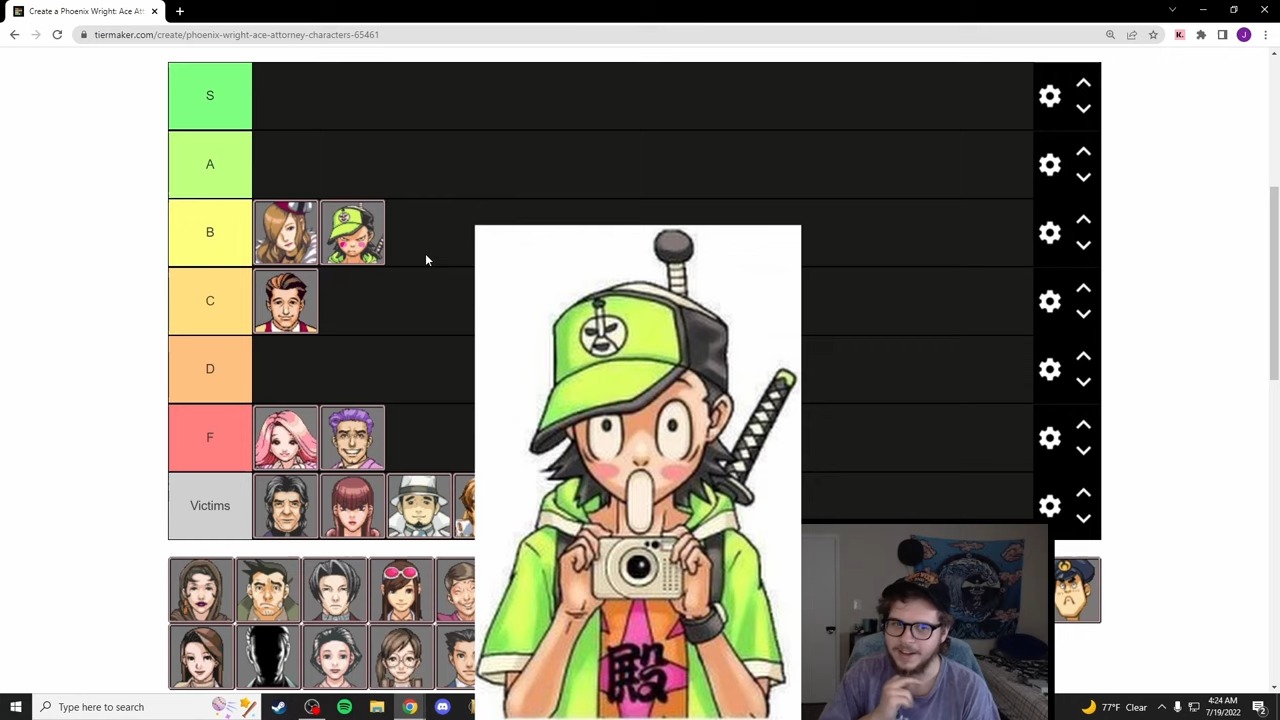 Create a Phoenix Wright: Ace Att
tiermaker.com/create/phoenix-wright-ace-attorney-characters-65461
K.
J
S
A
B
C
D
F
Victims
殿
Type here to search
77°F Clear
4:24 AM
7/19/2022
2